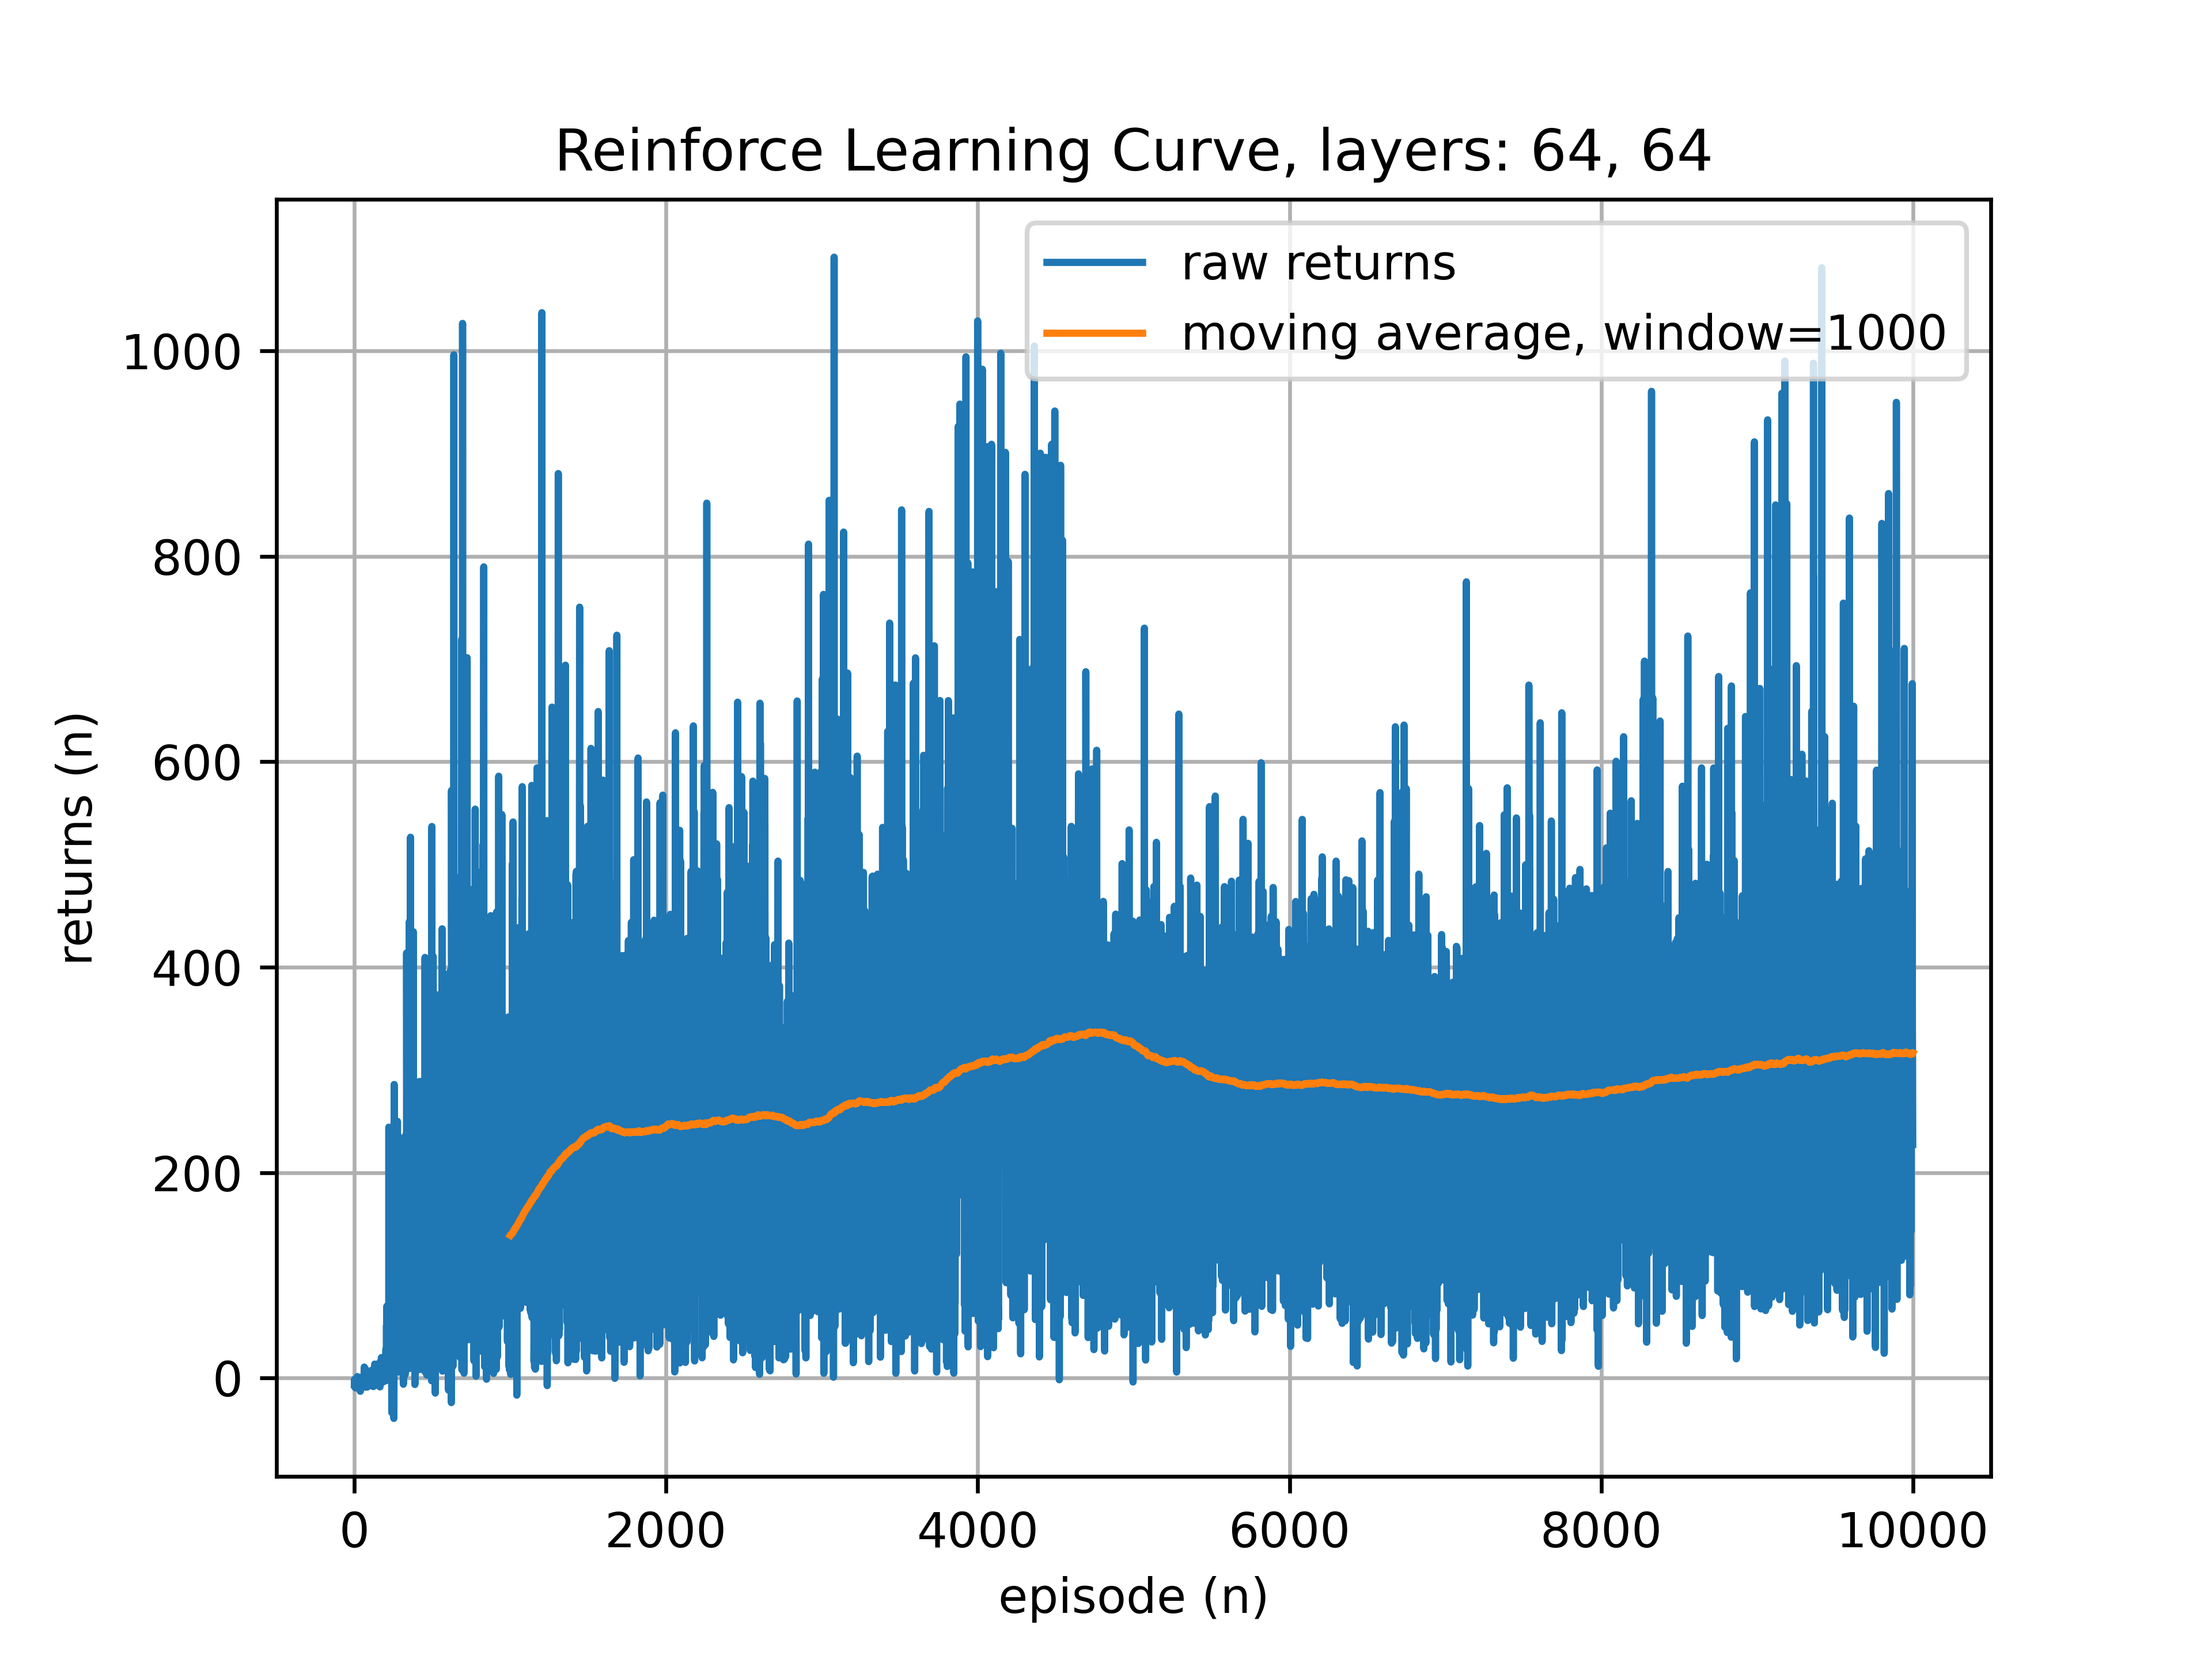 Reinforce Learning Curve, layers: 64, 64
raw returns
moving average, window=1000
returns (n)
1000
800
600
400
200
0
0 2000 4000 6000 8000 10000
episode (n)